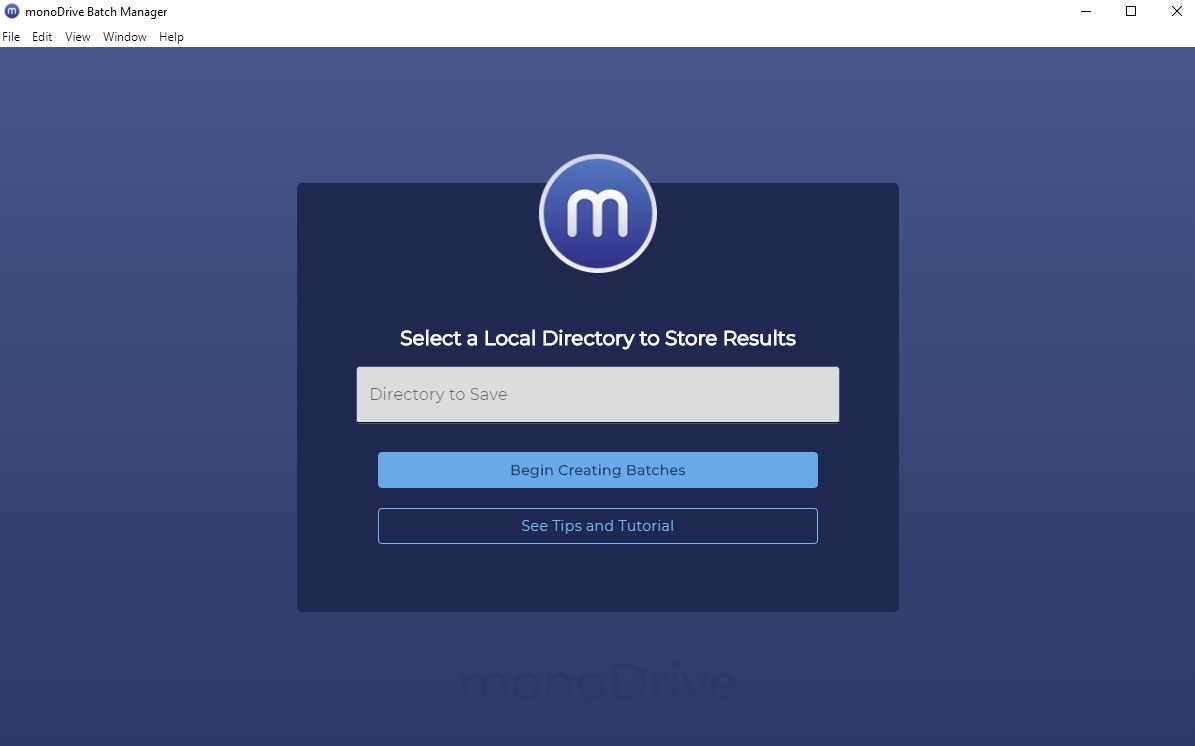 monoDrive Batch Manager
File Edit View Window Help
m
Select a Local Directory to Store Results
Directory to Save
Begin Creating Batches
See Tips and Tutorial
monoDrive